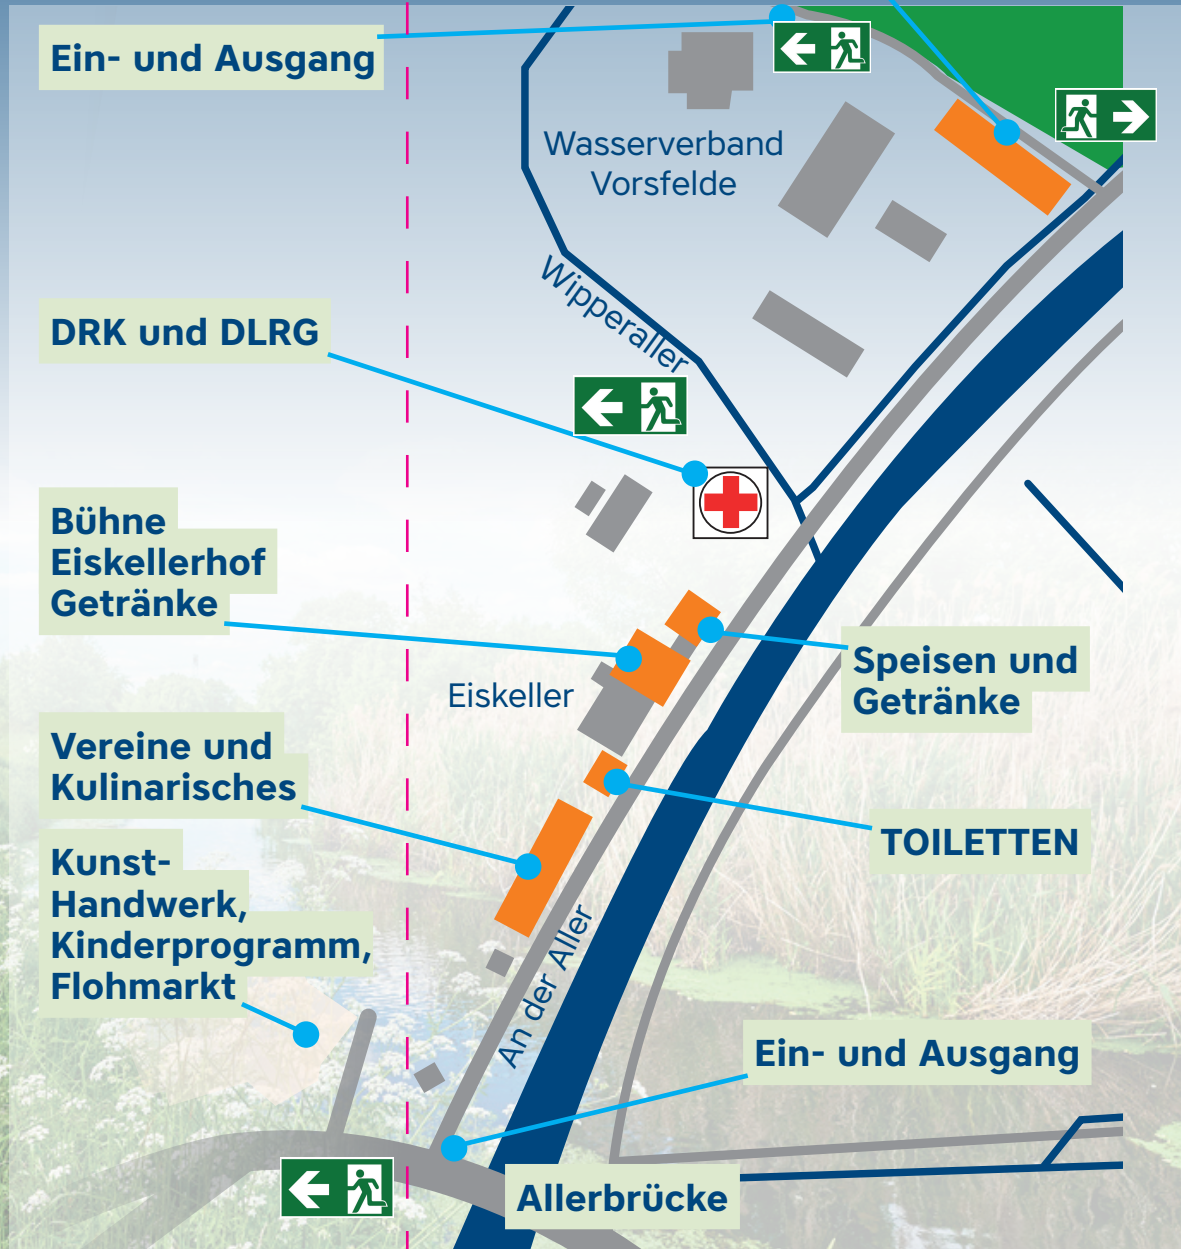 Ein- und Ausgang
Wasserverband
Vorsfelde
Wipperaller
DRK und DLRG
Bühne
Eiskellerhof
Getränke
Speisen und
Getränke
Eiskeller
Vereine und
Kulinarisches
TOILETTEN
Kunst-
Handwerk,
Kinderprogramm,
Flohmarkt
An der Aller
Ein- und Ausgang
Allerbrücke